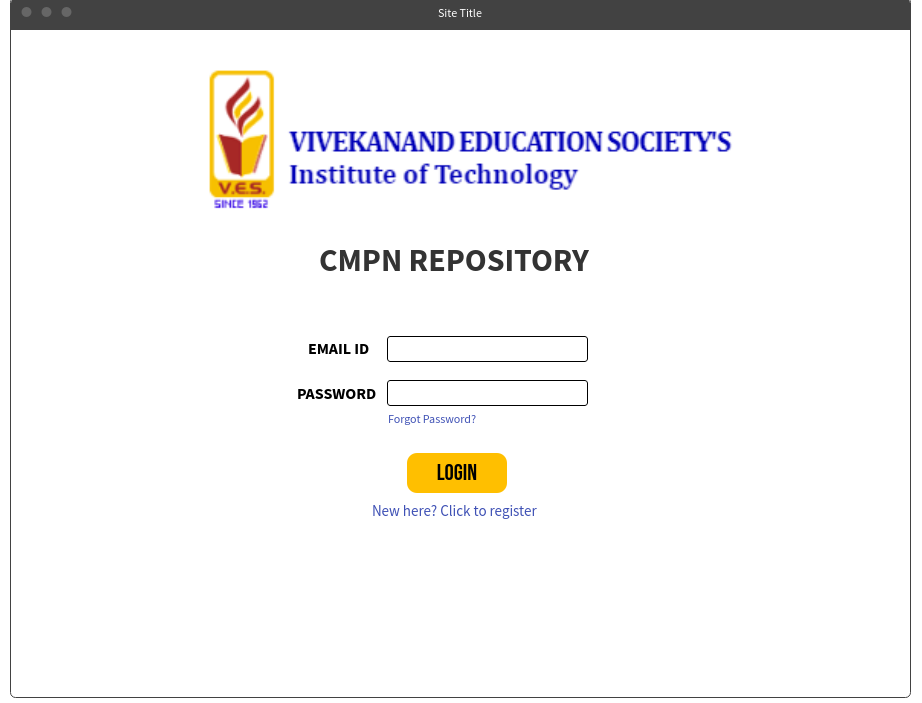 Site Title
V.E.S.
SINCE 1962
VIVEKANAND EDUCATION SOCIETY'S
Institute of Technology
CMPN REPOSITORY
EMAIL ID
PASSWORD
Forgot Password?
LOGIN
New here? Click to register